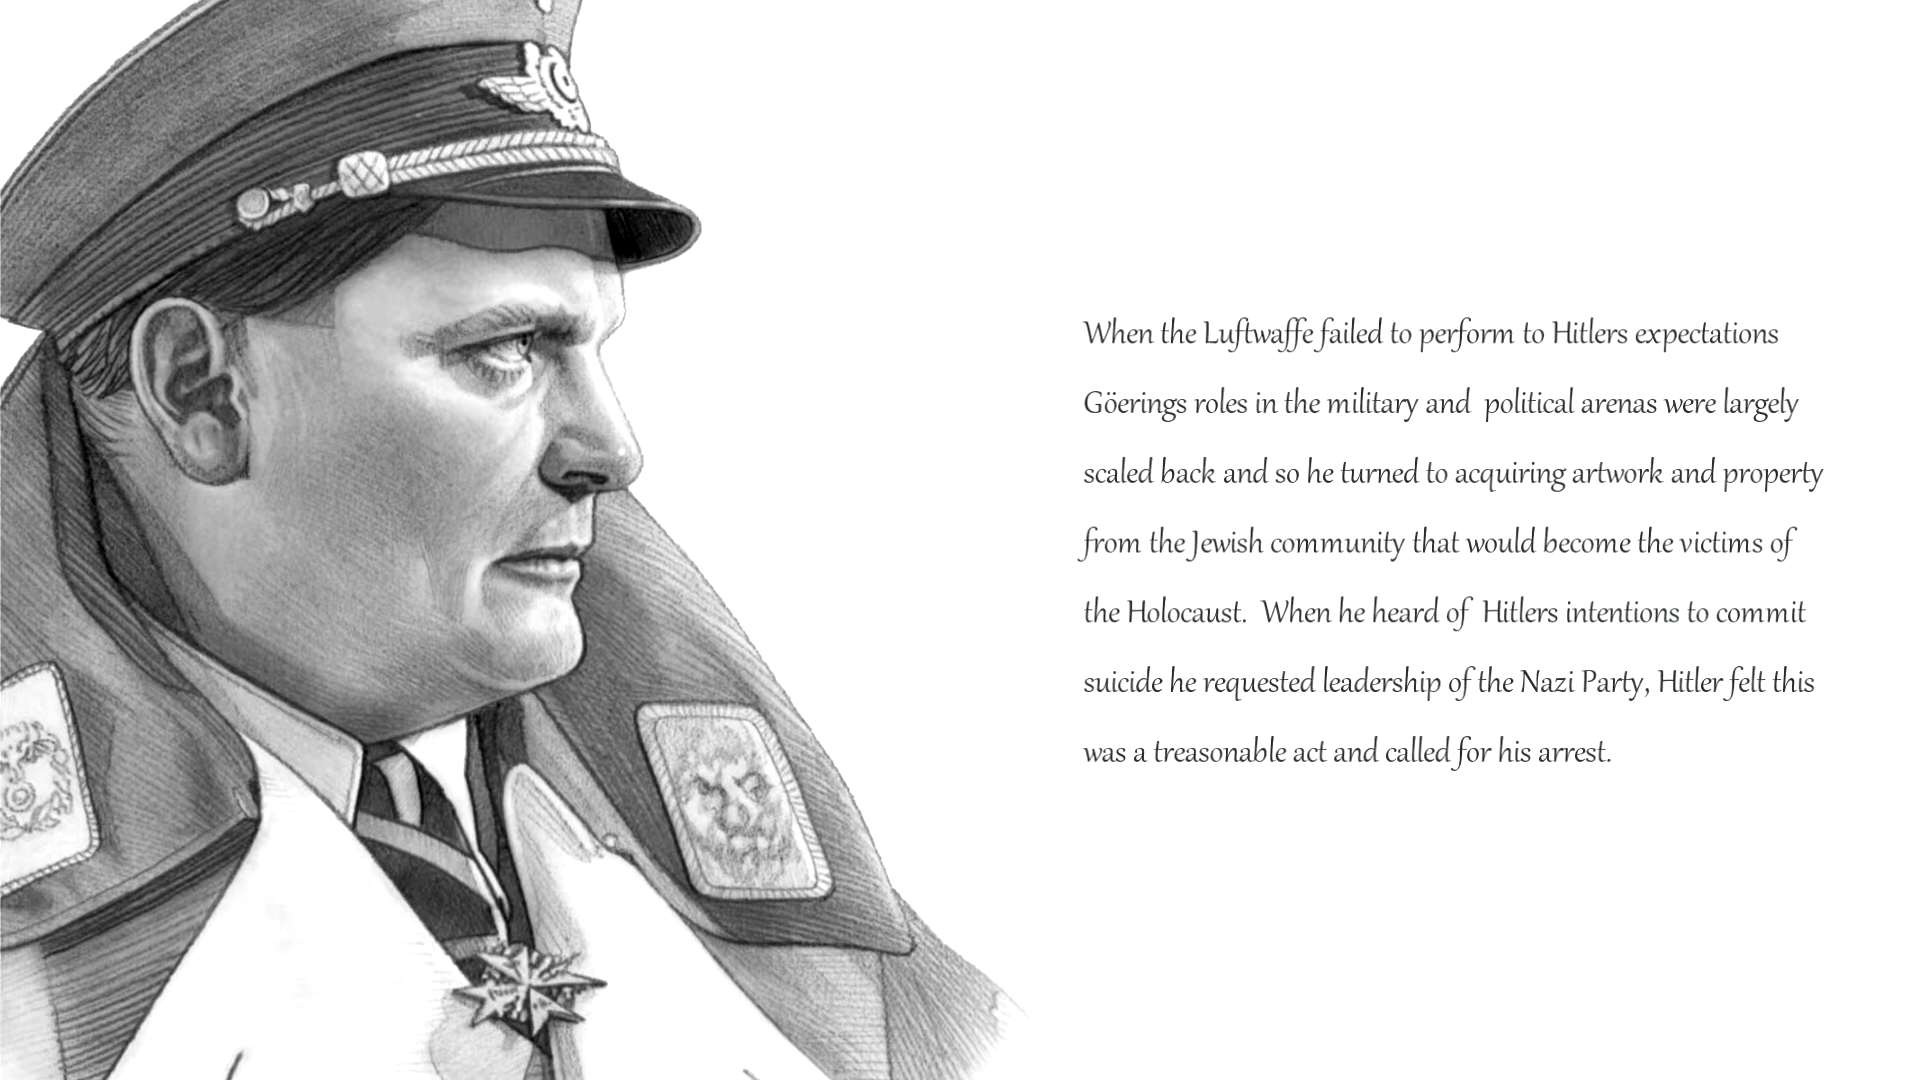 When the Luftwaffe failed to perform to Hitlers expectations
Göerings roles in the military and political arenas were largely
scaled back and so he turned to acquiring artwork and property
from the Jewish community that would become the victims of
the Holocaust. When he heard of Hitlers intentions to commit
suicide he requested leadership of the Nazi Party, Hitler felt this
was a treasonable act and called for his arrest.